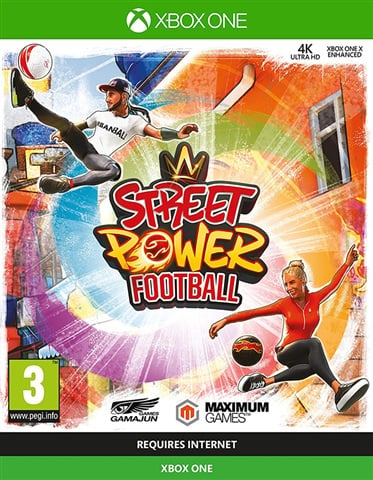 XBOX ONE
4K
ULTRA HD
XBOX ONE X
ENHANCED
STREET
POWER
FOOTBALL
3
www.pegi.info
GAMES
GAMAJUN
MAXIMUM
GAMES™
REQUIRES INTERNET
XBOX ONE